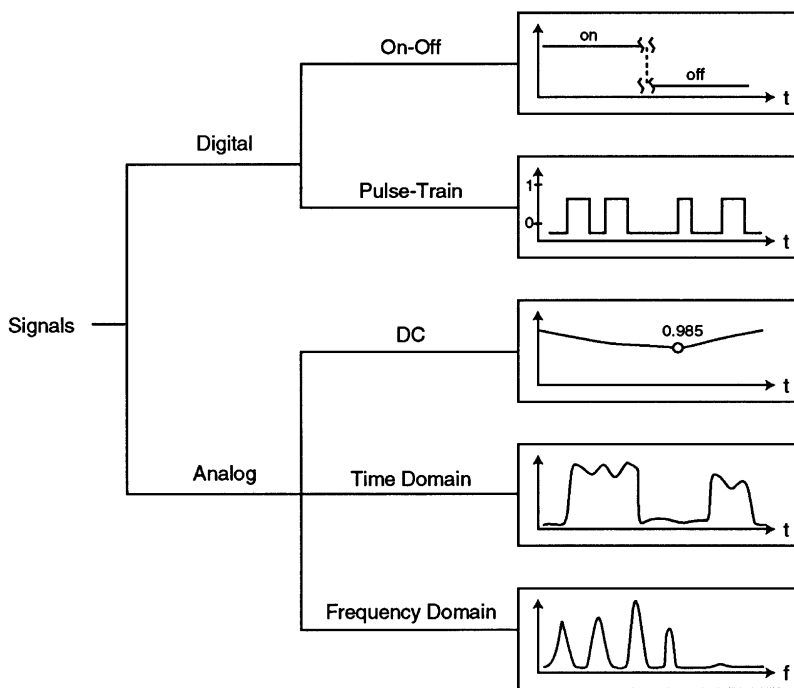 On-Off
on
off
t
Digital
Pulse-Train
1
0
t
Signals
DC
0.985
t
Analog
Time Domain
t
Frequency Domain
f